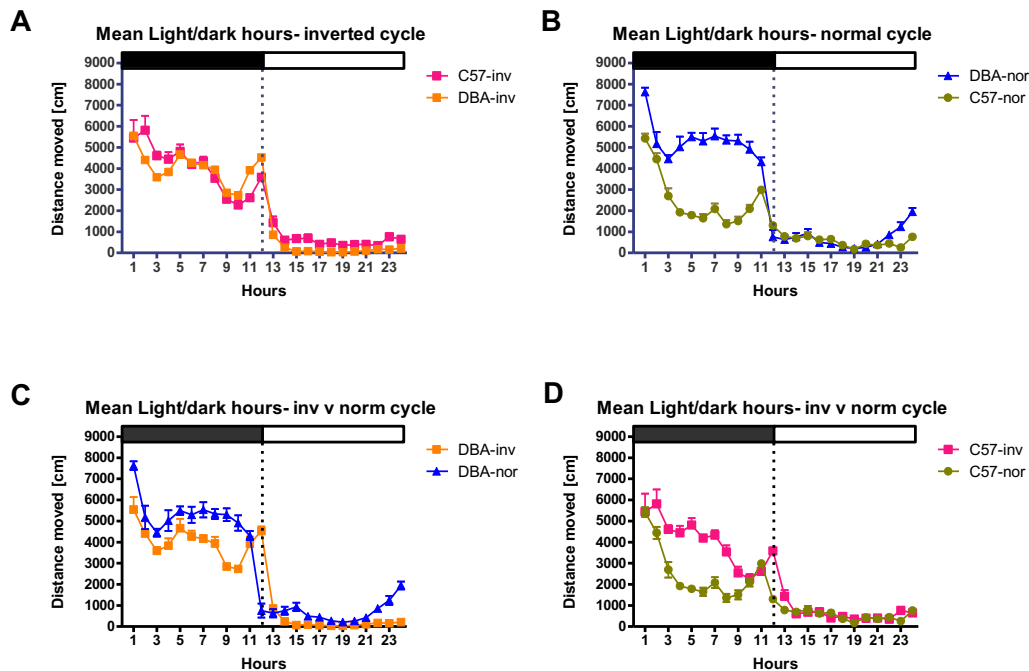 A
Mean Light/dark hours- inverted cycle
9000
8000
7000
6000
5000
4000
3000
2000
1000
0
Distance moved [cm]
1 3 5 7 9 11 13 15 17 19 21 23
Hours
C57-inv
DBA-inv
B
Mean Light/dark hours- normal cycle
9000
8000
7000
6000
5000
4000
3000
2000
1000
0
Distance moved [cm]
1 3 5 7 9 11 13 15 17 19 21 23
Hours
DBA-nor
C57-nor
C
Mean Light/dark hours- inv v norm cycle
9000
8000
7000
6000
5000
4000
3000
2000
1000
0
Distance moved [cm]
1 3 5 7 9 11 13 15 17 19 21 23
Hours
DBA-inv
DBA-nor
D
Mean Light/dark hours- inv v norm cycle
9000
8000
7000
6000
5000
4000
3000
2000
1000
0
Distance moved [cm]
1 3 5 7 9 11 13 15 17 19 21 23
Hours
C57-inv
C57-nor